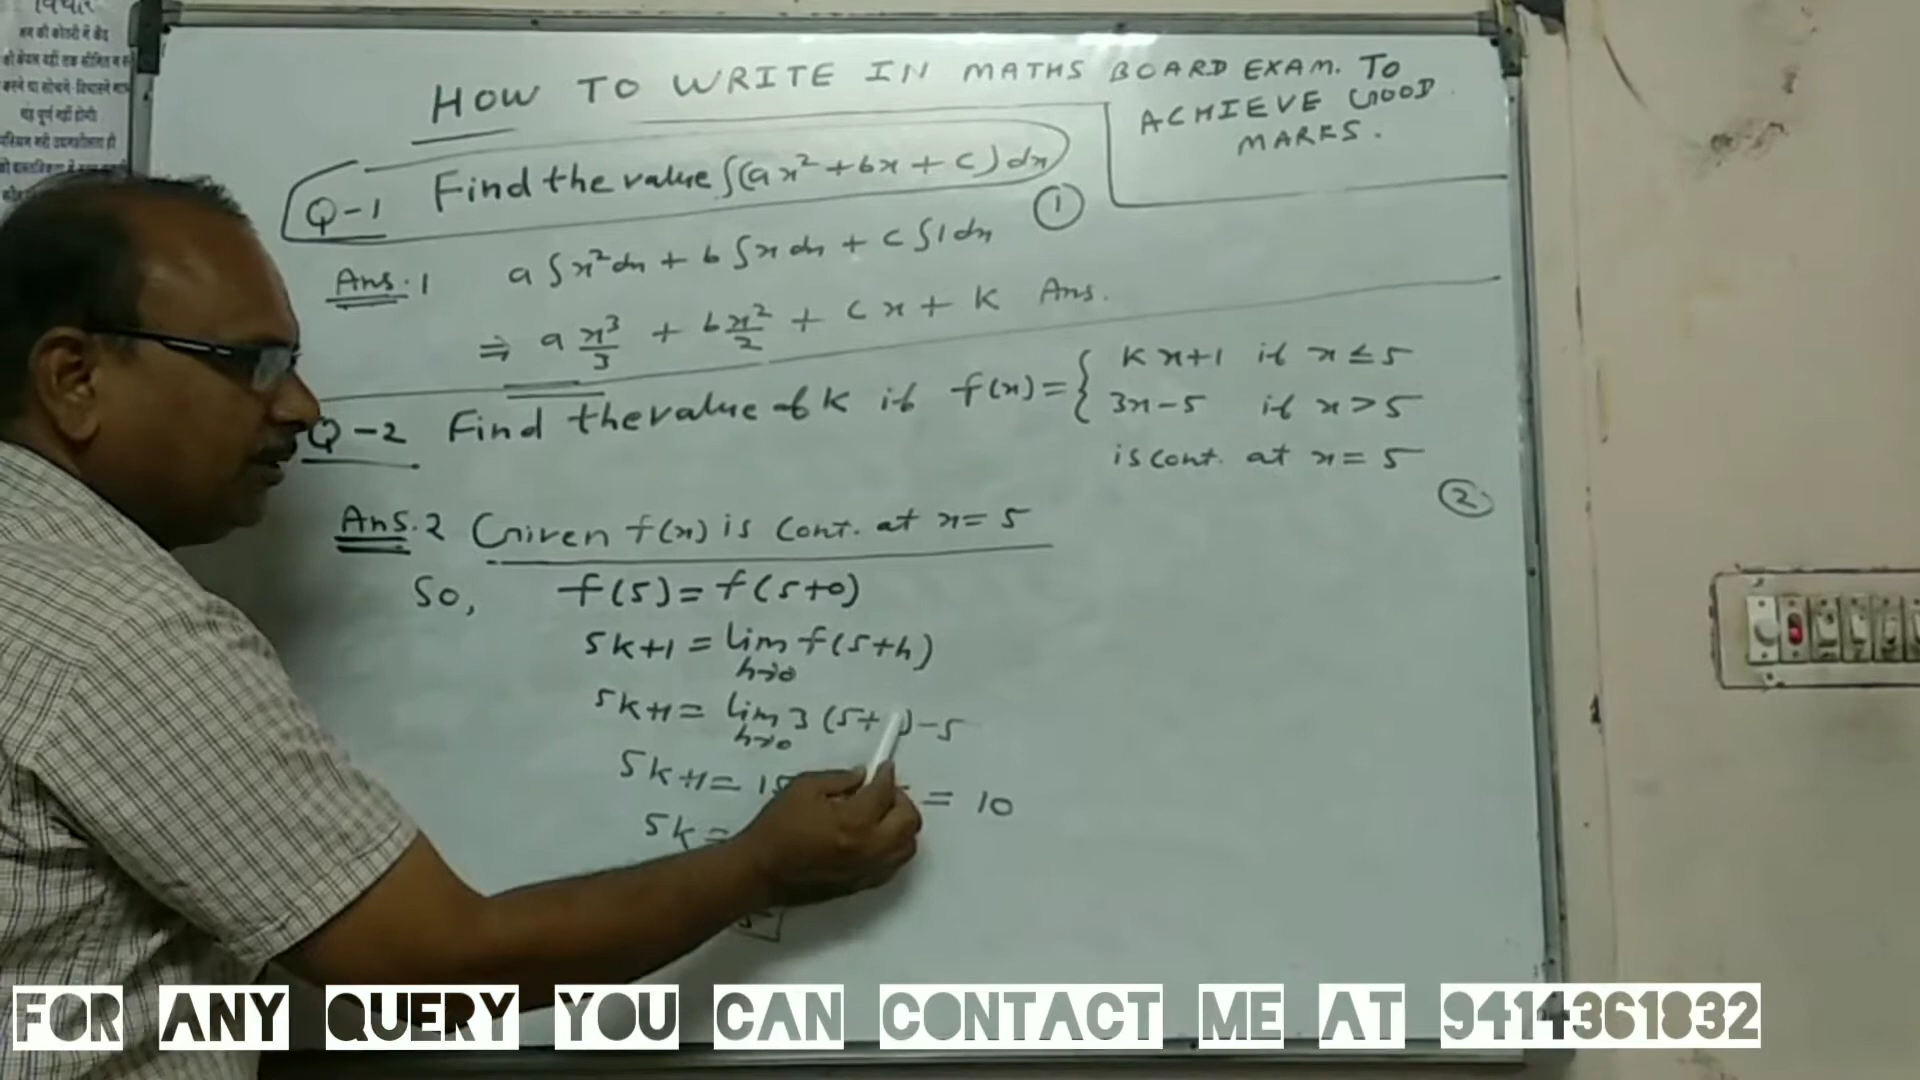 विचार
HOW TO WRITE IN MATHS BOARD EXAM. TO
ACHIEVE GOOD
MARKS.
Q-1 Find the value ∫(ax²+bx+c)dx
①
Ans.1 a∫x²dx + b∫x dx + c∫1dx
⇒ a x³/3 + b x²/2 + cx + K Ans.
Q-2 Find the value of K if f(x) = { Kx+1 if x ≤ 5
3x-5 if x > 5
is cont. at x = 5
②
Ans.2 Given f(x) is cont. at x = 5
So, f(5) = f(5+0)
5k+1 = lim h→0 f(5+h)
5k+1 = lim h→0 3(5+ )-5
5k+1 = 15 = 10
5k =
FOR ANY QUERY YOU CAN CONTACT ME AT 9414361832